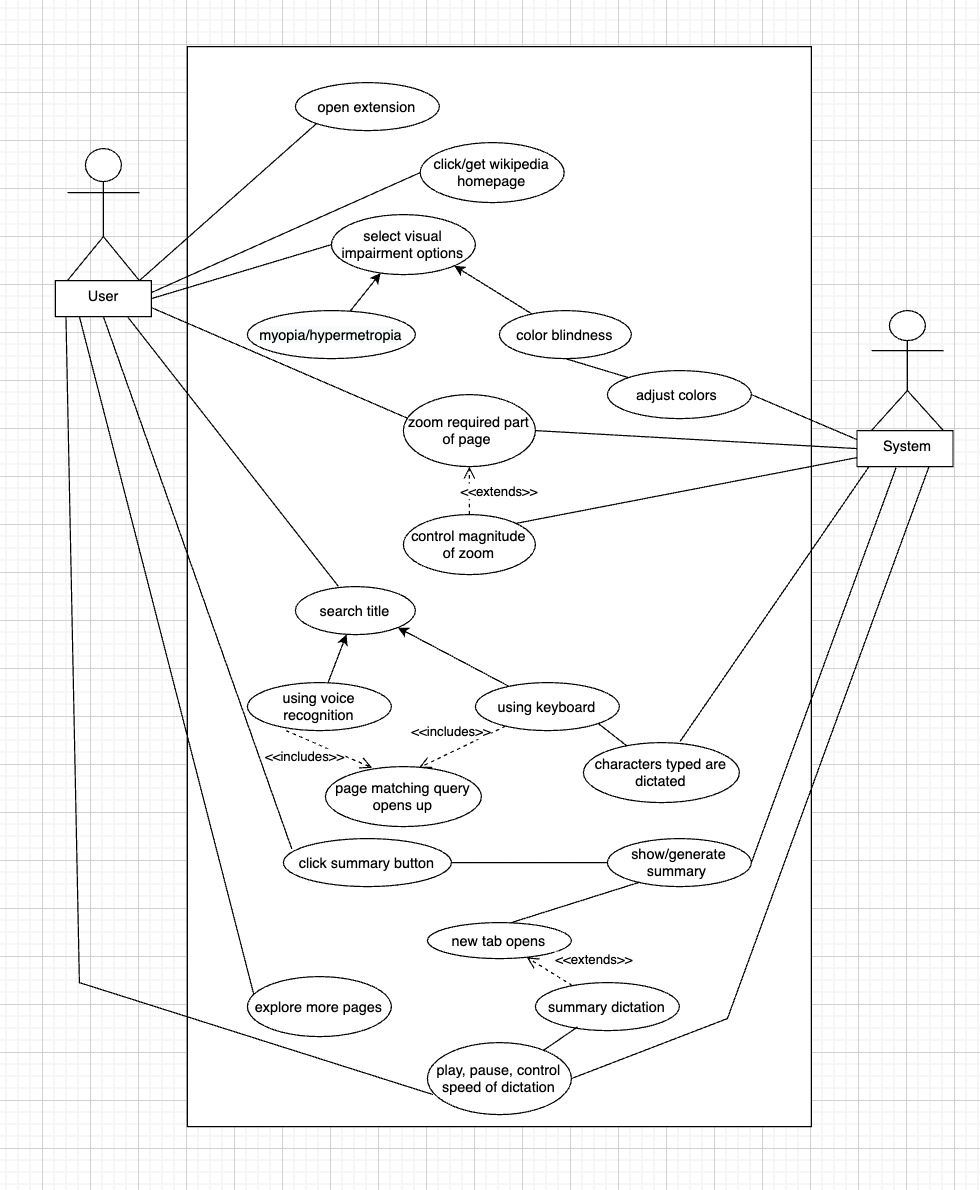 open extension
click/get wikipedia
homepage
select visual
impairment options
User
myopia/hypermetropia
color blindness
adjust colors
zoom required part
of page
System
<<extends>>
control magnitude
of zoom
search title
using voice
recognition
using keyboard
<<includes>>
<<includes>>
characters typed are
dictated
page matching query
opens up
click summary button
show/generate
summary
new tab opens
<<extends>>
explore more pages
summary dictation
play, pause, control
speed of dictation